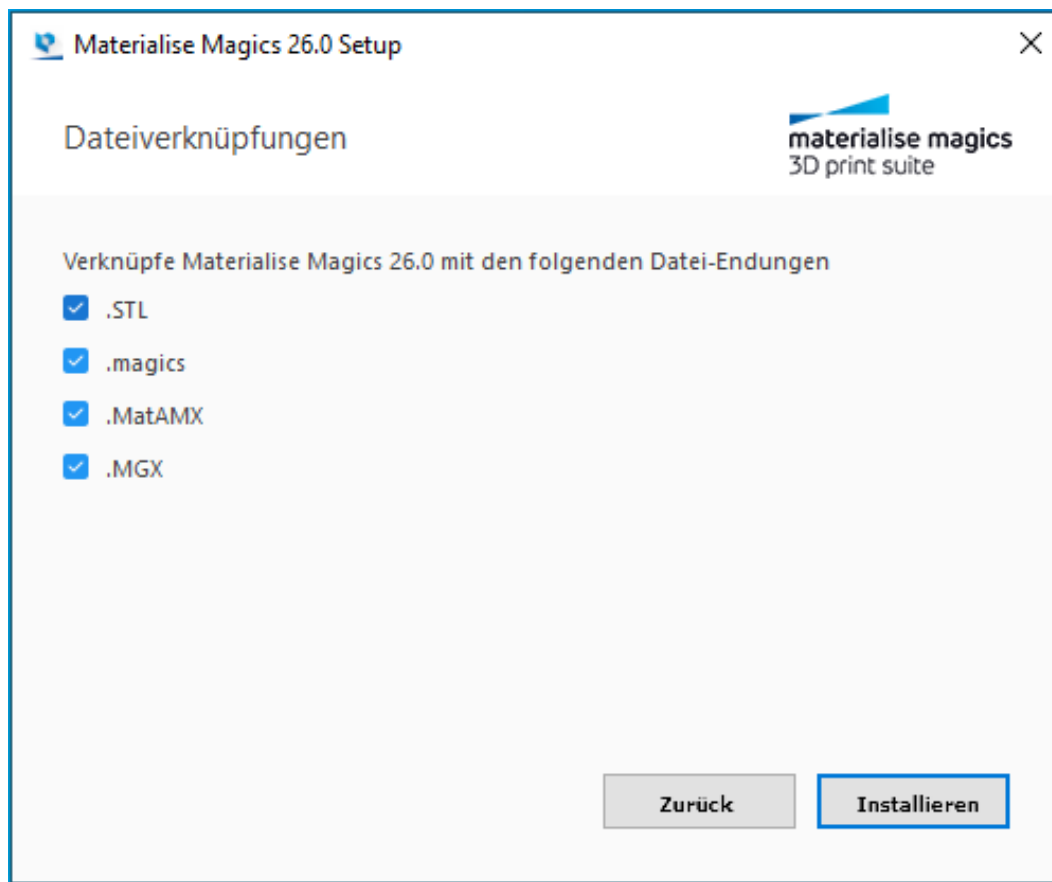 Materialise Magics 26.0 Setup
Dateiverknüpfungen
materialise magics
3D print suite
Verknüpfe Materialise Magics 26.0 mit den folgenden Datei-Endungen
.STL
.magics
.MatAMX
.MGX
Zurück
Installieren